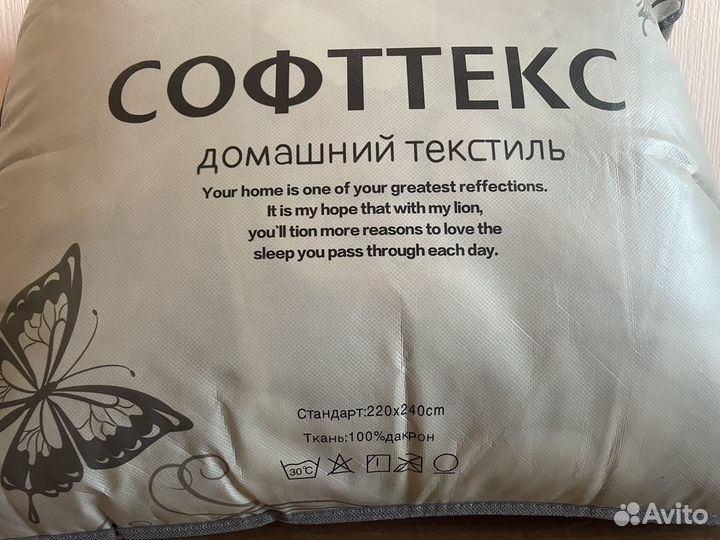 СОФТТЕКС
домашний текстиль
Your home is one of your greatest reffections.
It is my hope that with my lion,
you`ll tion more reasons to love the
sleep you pass through each day.
Стандарт:220x240cm
Ткань:100%дакрон
30°C
Avito